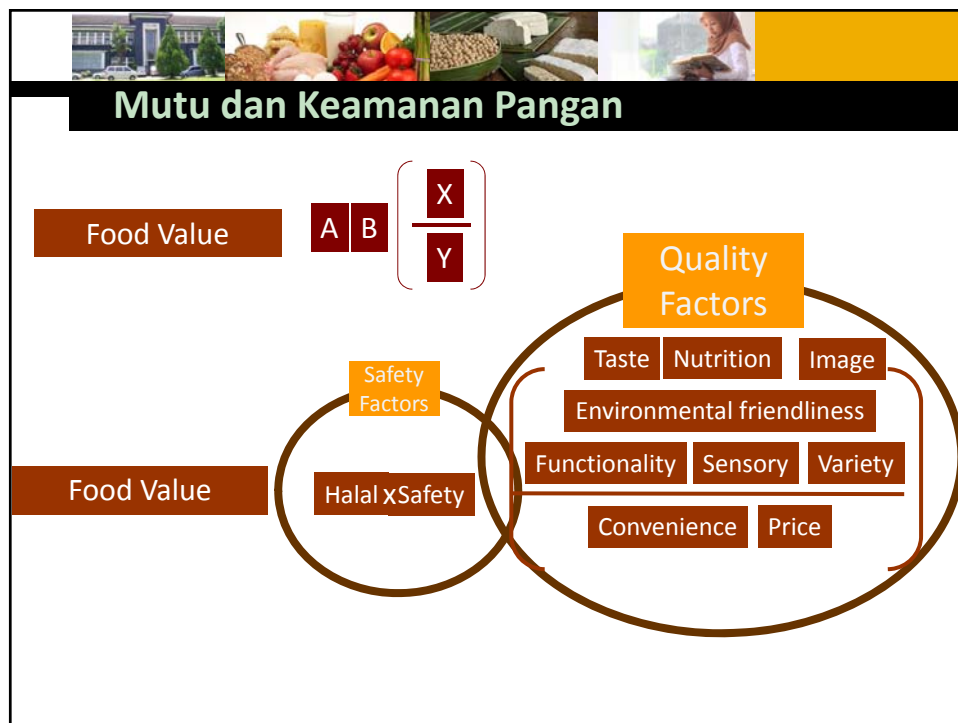 Mutu dan Keamanan Pangan
Food Value
A B
X
Y
Quality
Factors
Taste Nutrition Image
Safety
Factors
Environmental friendliness
Functionality Sensory Variety
Food Value
Halal x Safety
Convenience Price